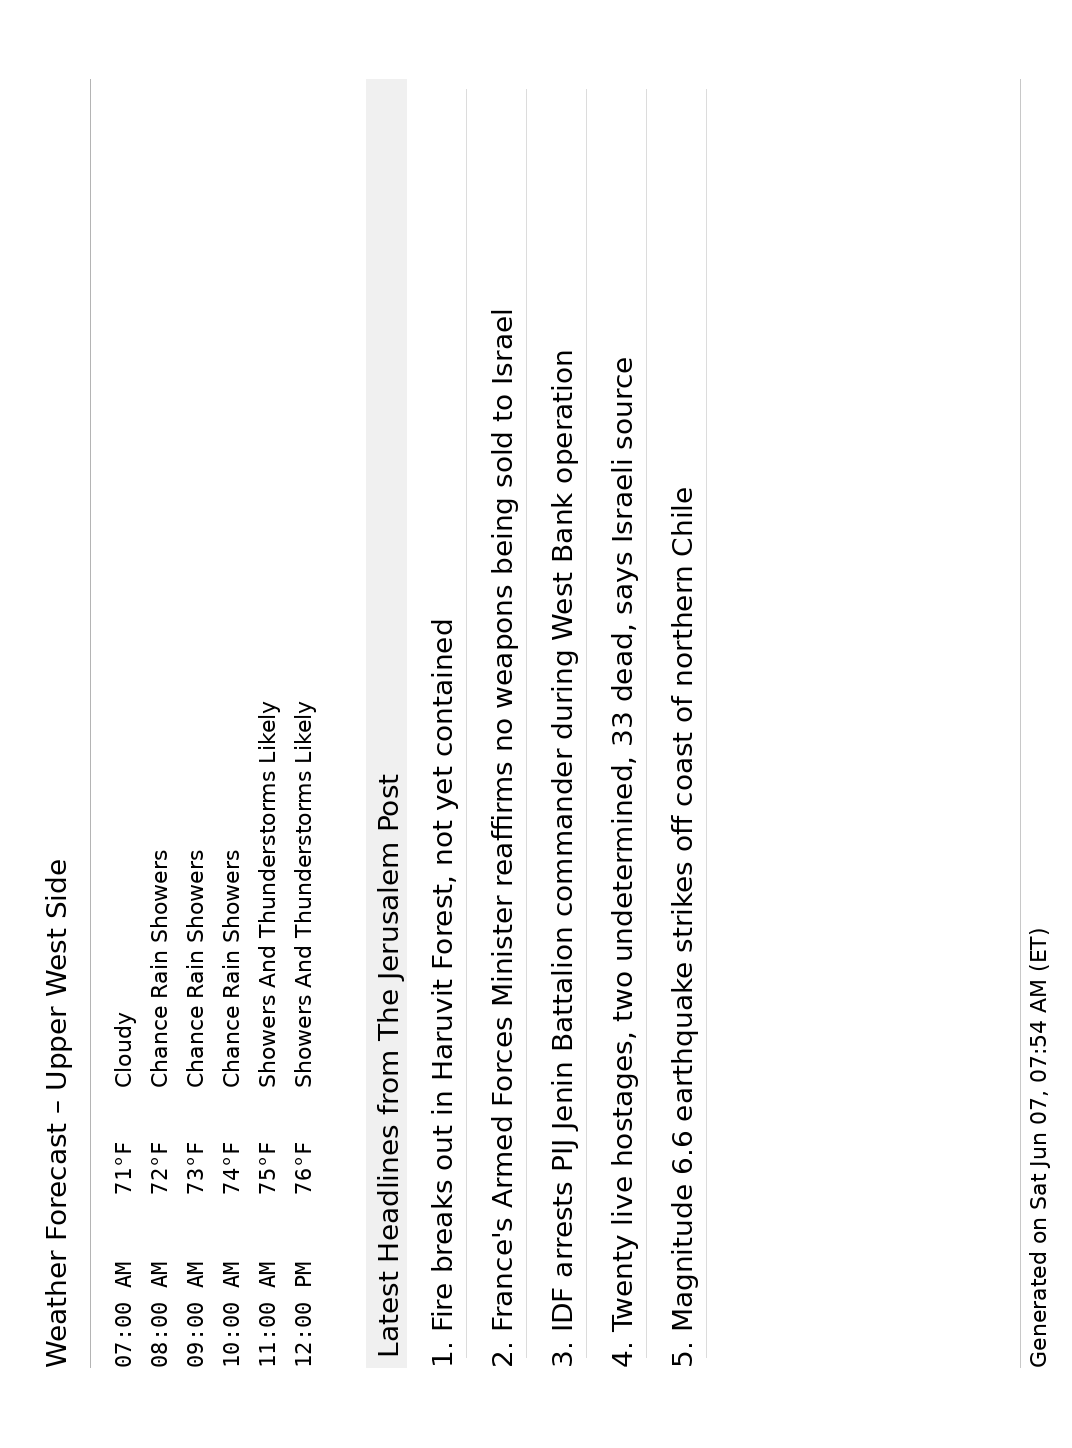 Weather Forecast – Upper West Side
07:00 AM 71°F Cloudy
08:00 AM 72°F Chance Rain Showers
09:00 AM 73°F Chance Rain Showers
10:00 AM 74°F Chance Rain Showers
11:00 AM 75°F Showers And Thunderstorms Likely
12:00 PM 76°F Showers And Thunderstorms Likely
Latest Headlines from The Jerusalem Post
1. Fire breaks out in Haruvit Forest, not yet contained
2. France's Armed Forces Minister reaffirms no weapons being sold to Israel
3. IDF arrests PIJ Jenin Battalion commander during West Bank operation
4. Twenty live hostages, two undetermined, 33 dead, says Israeli source
5. Magnitude 6.6 earthquake strikes off coast of northern Chile
Generated on Sat Jun 07, 07:54 AM (ET)